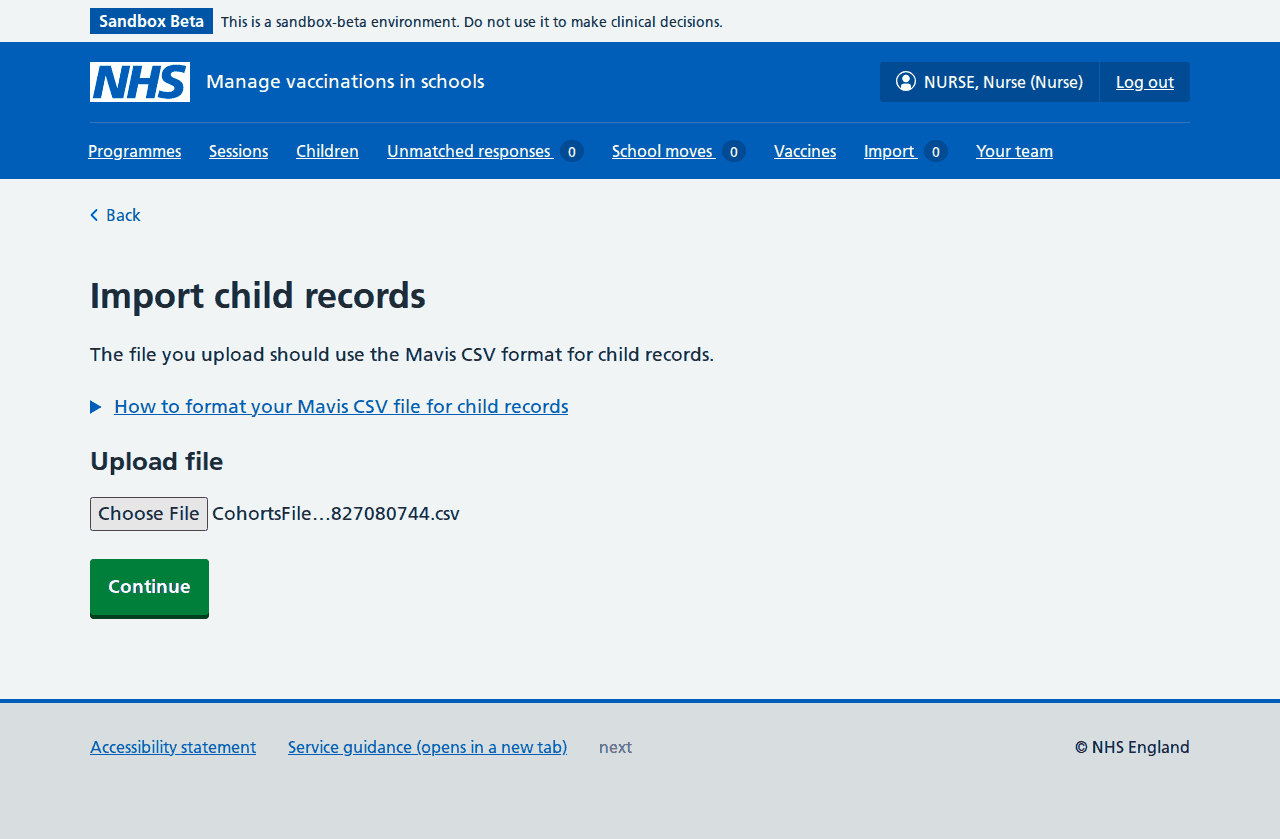 Sandbox Beta This is a sandbox-beta environment. Do not use it to make clinical decisions.
NHS Manage vaccinations in schools NURSE, Nurse (Nurse) Log out
Programmes Sessions Children Unmatched responses 0 School moves 0 Vaccines Import 0 Your team
Back
Import child records
The file you upload should use the Mavis CSV format for child records.
How to format your Mavis CSV file for child records
Upload file
Choose File CohortsFile…827080744.csv
Continue
Accessibility statement Service guidance (opens in a new tab) next © NHS England